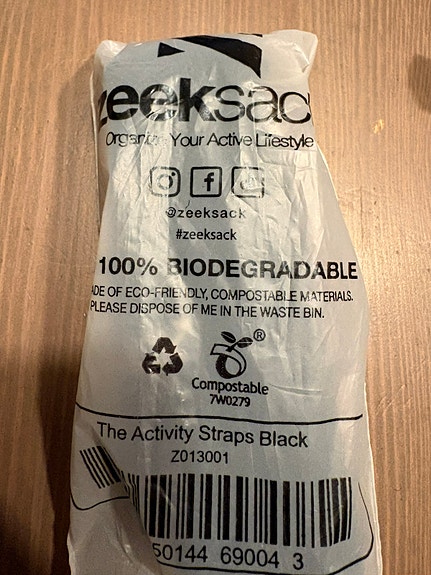 zeeksack
Organize Your Active Lifestyle
@zeeksack
#zeeksack
100% BIODEGRADABLE
ADE OF ECO-FRIENDLY, COMPOSTABLE MATERIALS.
PLEASE DISPOSE OF ME IN THE WASTE BIN.
®
Compostable
7W0279
The Activity Straps Black
Z013001
50144 69004 3